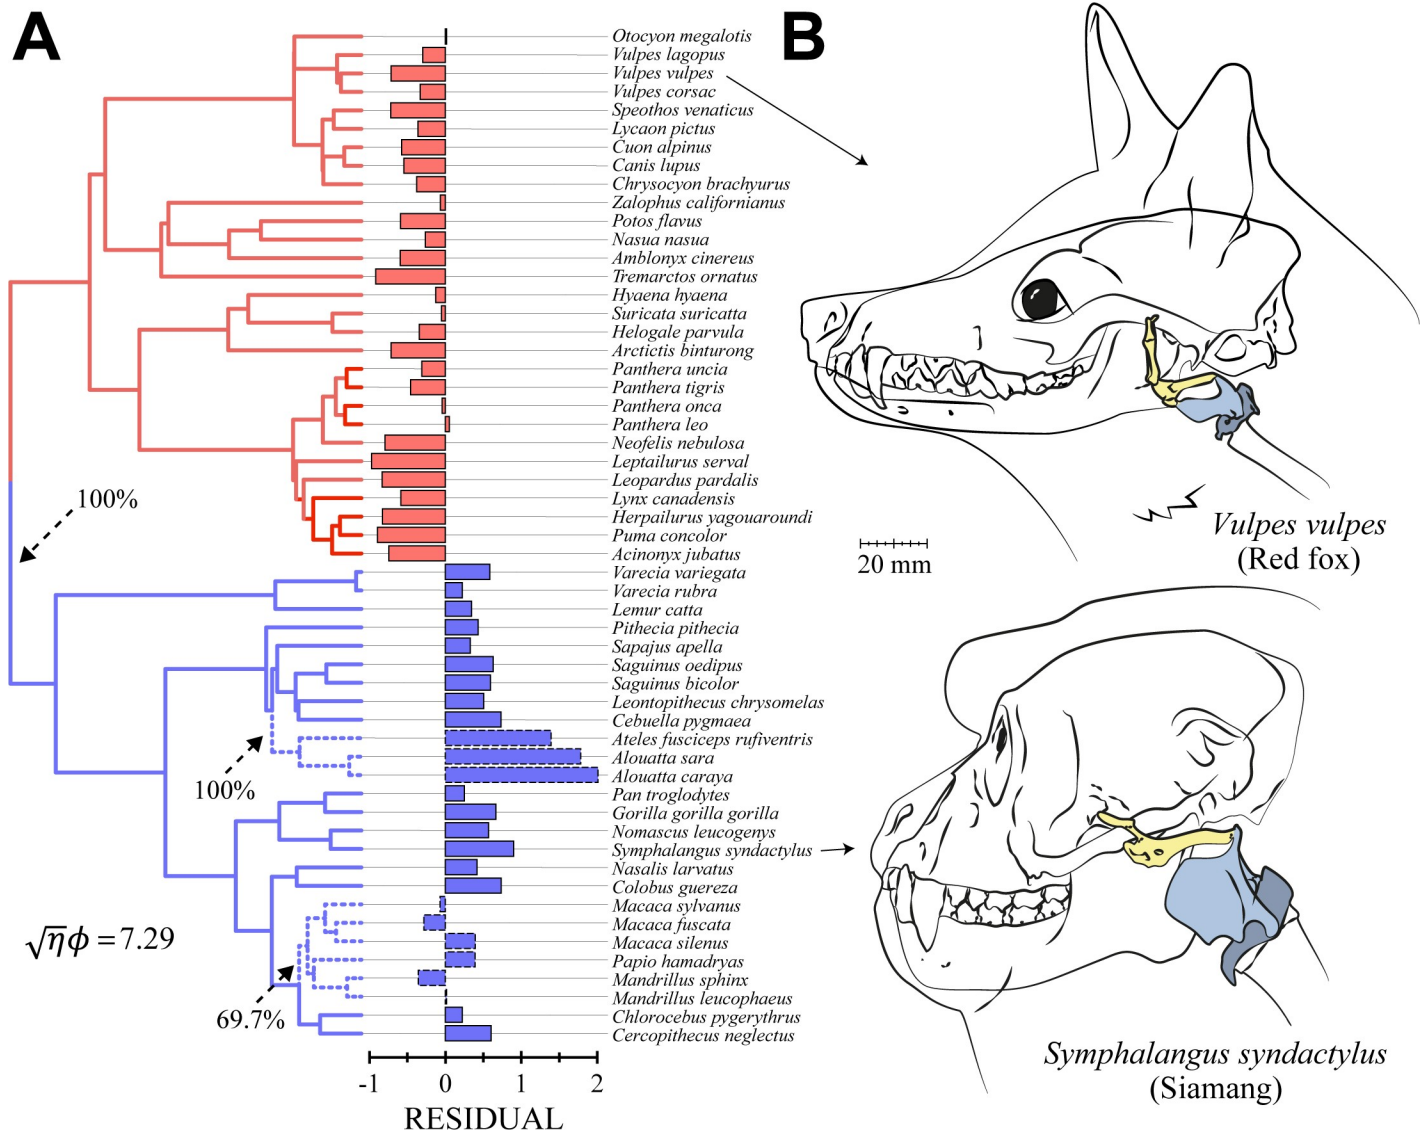 A
Otocyon megalotis
Vulpes lagopus
Vulpes vulpes
Vulpes corsac
Speothos venaticus
Lycaon pictus
Cuon alpinus
Canis lupus
Chrysocyon brachyurus
Zalophus californianus
Potos flavus
Nasua nasua
Amblonyx cinereus
Tremarctos ornatus
Hyaena hyaena
Suricata suricatta
Helogale parvula
Arctictis binturong
Panthera uncia
Panthera tigris
Panthera onca
Panthera leo
Neofelis nebulosa
Leptailurus serval
Leopardus pardalis
Lynx canadensis
Herpailurus yagouaroundi
Puma concolor
Acinonyx jubatus
Varecia variegata
Varecia rubra
Lemur catta
Pithecia pithecia
Sapajus apella
Saguinus oedipus
Saguinus bicolor
Leontopithecus chrysomelas
Cebuella pygmaea
Ateles fusciceps rufiventris
Alouatta sara
Alouatta caraya
Pan troglodytes
Gorilla gorilla gorilla
Nomascus leucogenys
Symphalangus syndactylus
Nasalis larvatus
Colobus guereza
Macaca sylvanus
Macaca fuscata
Macaca silenus
Papio hamadryas
Mandrillus sphinx
Mandrillus leucophaeus
Chlorocebus pygerythrus
Cercopithecus neglectus
100%
100%
69.7%
√ηϕ = 7.29
-1 0 1 2
RESIDUAL
B
Vulpes vulpes
(Red fox)
20 mm
Symphalangus syndactylus
(Siamang)